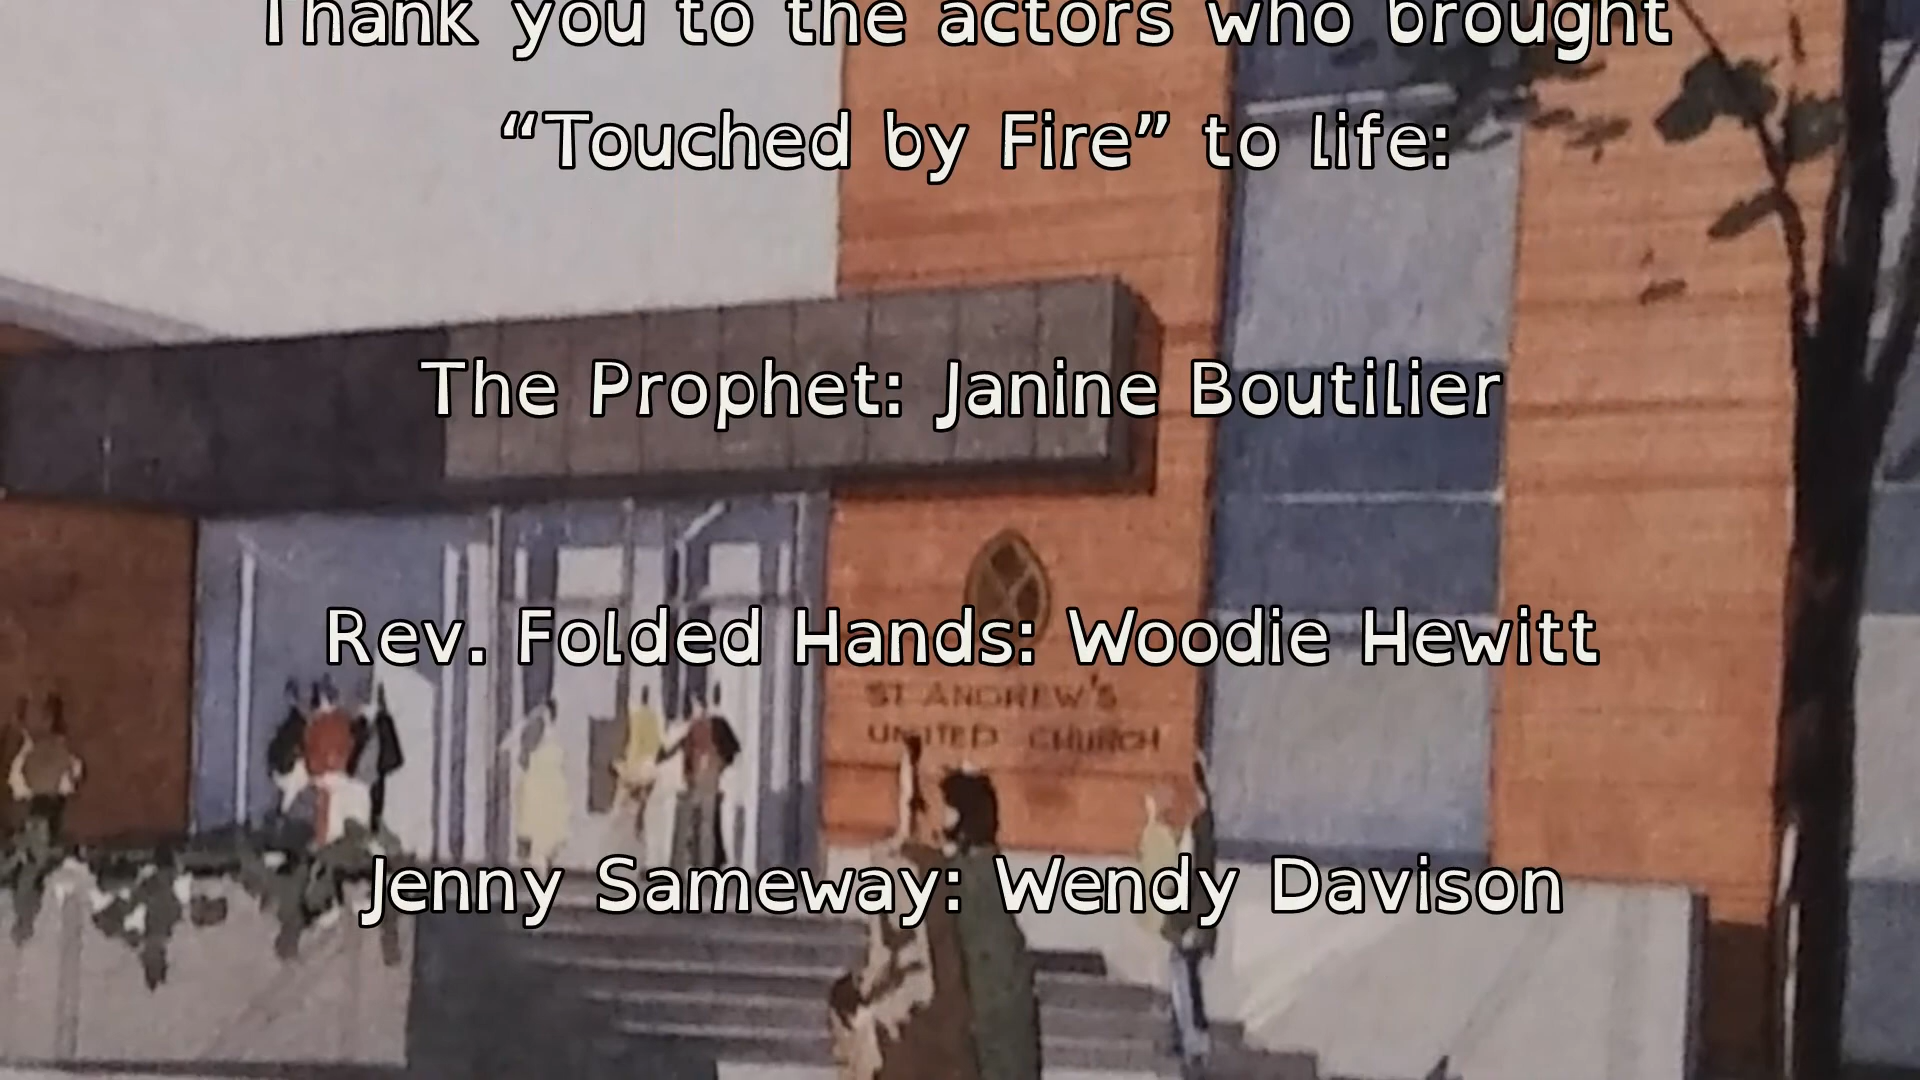 Thank you to the actors who brought
“Touched by Fire” to life:
The Prophet: Janine Boutilier
Rev. Folded Hands: Woodie Hewitt
ST ANDREW'S
UNITED CHURCH
Jenny Sameway: Wendy Davison